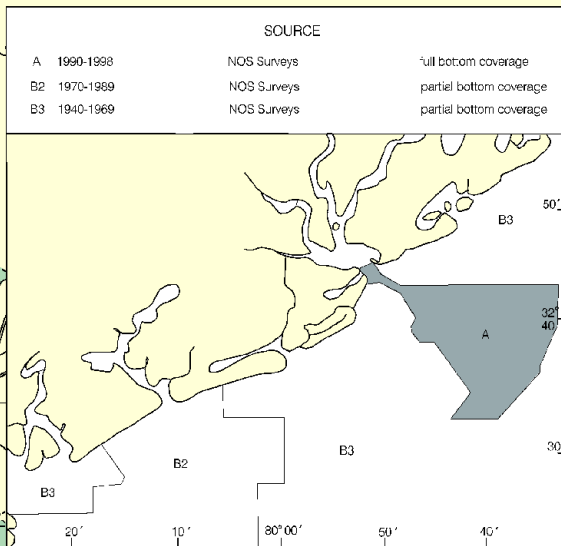 SOURCE
A 1990-1998 NOS Surveys full bottom coverage
B2 1970-1989 NOS Surveys partial bottom coverage
B3 1940-1969 NOS Surveys partial bottom coverage
50'
B3
32°
40'
A
30'
B2
B3
B3
20' 10' 80°00' 50' 40'